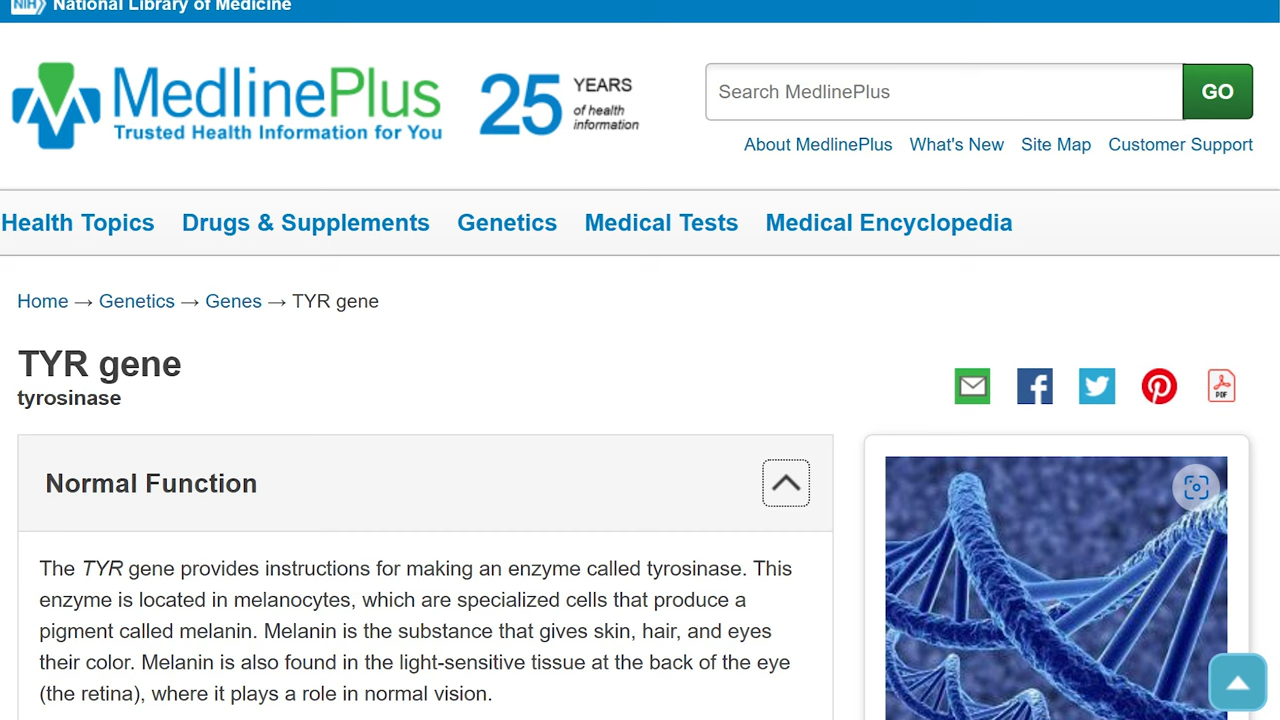 NIH National Library of Medicine
MedlinePlus
Trusted Health Information for You
25 YEARS
of health
information
Search MedlinePlus
GO
About MedlinePlus What's New Site Map Customer Support
Health Topics Drugs & Supplements Genetics Medical Tests Medical Encyclopedia
Home → Genetics → Genes → TYR gene
TYR gene
tyrosinase
PDF
Normal Function
The TYR gene provides instructions for making an enzyme called tyrosinase. This
enzyme is located in melanocytes, which are specialized cells that produce a
pigment called melanin. Melanin is the substance that gives skin, hair, and eyes
their color. Melanin is also found in the light-sensitive tissue at the back of the eye
(the retina), where it plays a role in normal vision.